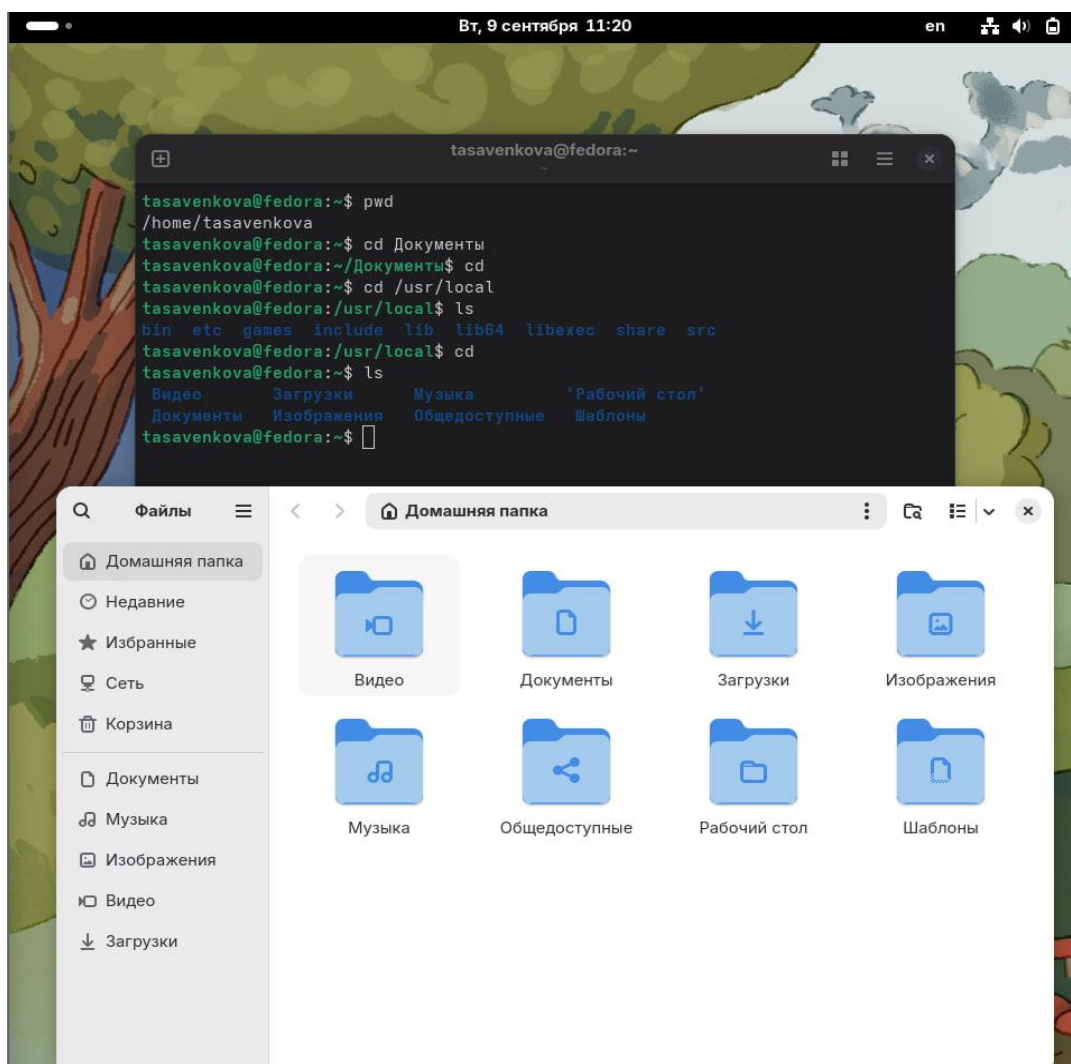 Вт, 9 сентября 11:20
en
tasavenkova@fedora:~
~
tasavenkova@fedora:~$ pwd
/home/tasavenkova
tasavenkova@fedora:~$ cd Документы
tasavenkova@fedora:~/Документы$ cd
tasavenkova@fedora:~$ cd /usr/local
tasavenkova@fedora:/usr/local$ ls
bin etc games include lib lib64 libexec share src
tasavenkova@fedora:/usr/local$ cd
tasavenkova@fedora:~$ ls
Видео Загрузки Музыка 'Рабочий стол'
Документы Изображения Общедоступные Шаблоны
tasavenkova@fedora:~$
Файлы
Домашняя папка
Недавние
Избранные
Сеть
Корзина
Документы
Музыка
Изображения
Видео
Загрузки
Домашняя папка
Видео Документы Загрузки Изображения
Музыка Общедоступные Рабочий стол Шаблоны